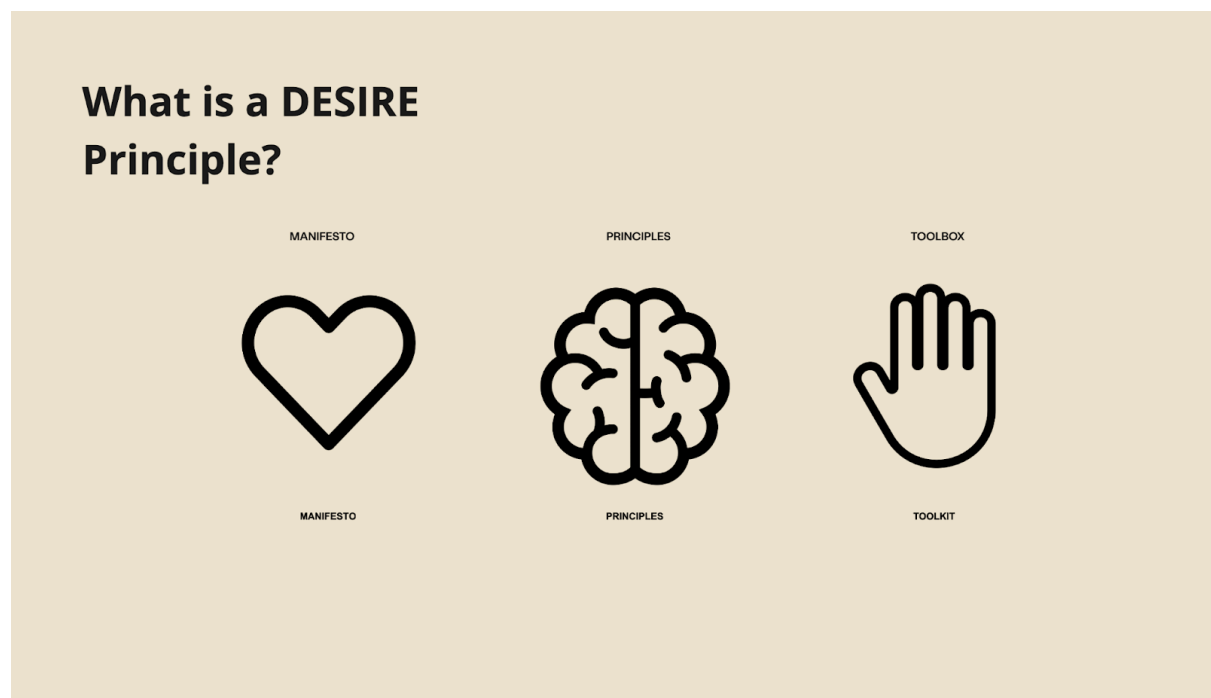 What is a DESIRE
Principle?
MANIFESTO
PRINCIPLES
TOOLBOX
MANIFESTO
PRINCIPLES
TOOLKIT